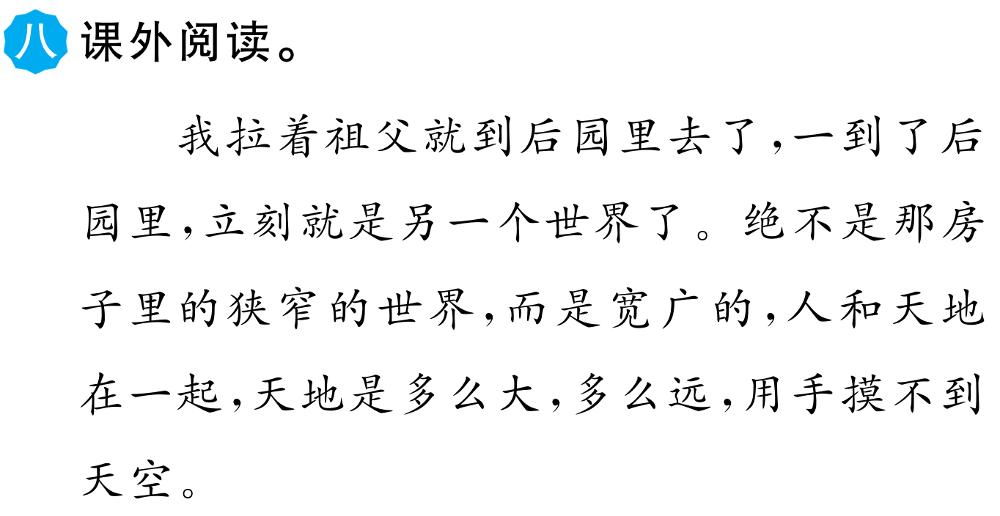 八 课外阅读。
我拉着祖父就到后园里去了，一到了后
园里，立刻就是另一个世界了。绝不是那房
子里的狭窄的世界，而是宽广的，人和天地
在一起，天地是多么大，多么远，用手摸不到
天空。